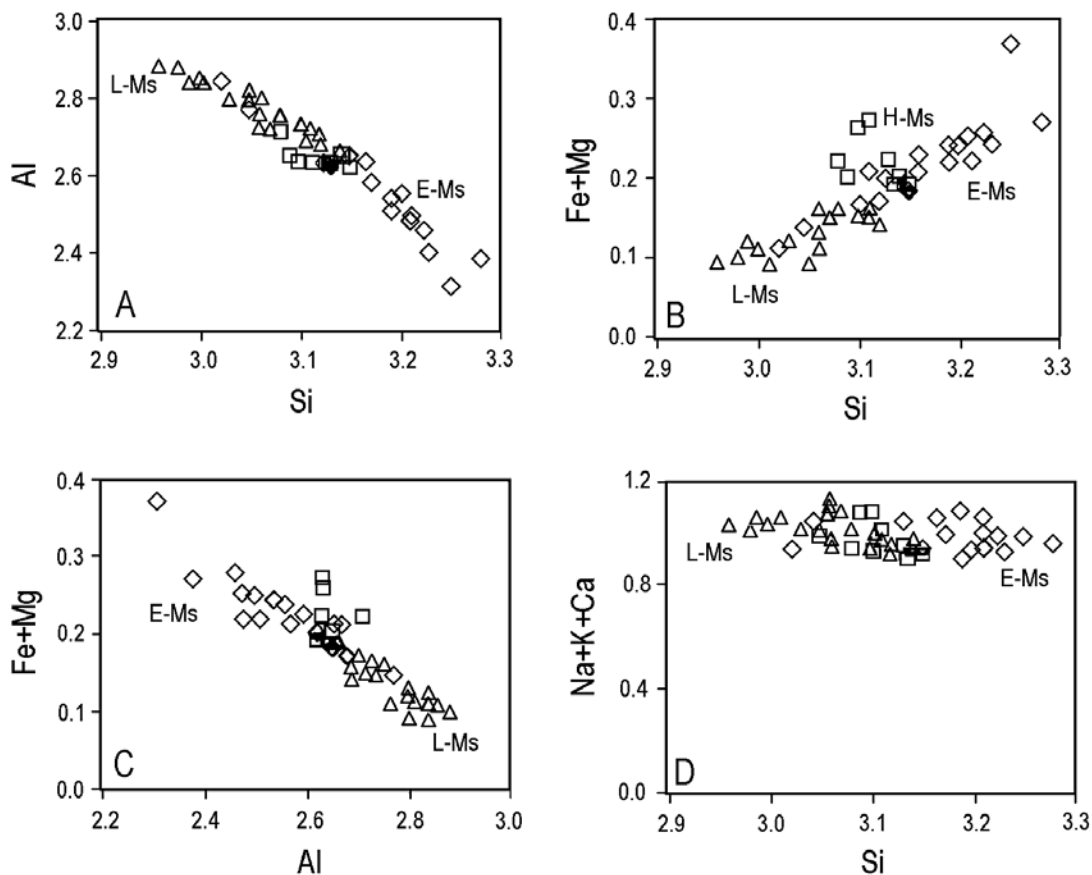 3.0
2.8
2.6
2.4
2.2
Al
L-Ms
E-Ms
A
2.9 3.0 3.1 3.2 3.3
Si
0.4
0.3
0.2
0.1
0.0
Fe+Mg
H-Ms
E-Ms
L-Ms
B
2.9 3.0 3.1 3.2 3.3
Si
0.4
0.3
0.2
0.1
0.0
Fe+Mg
E-Ms
L-Ms
C
2.2 2.4 2.6 2.8 3.0
Al
1.2
0.8
0.4
0.0
Na+K+Ca
L-Ms
E-Ms
D
2.9 3.0 3.1 3.2 3.3
Si